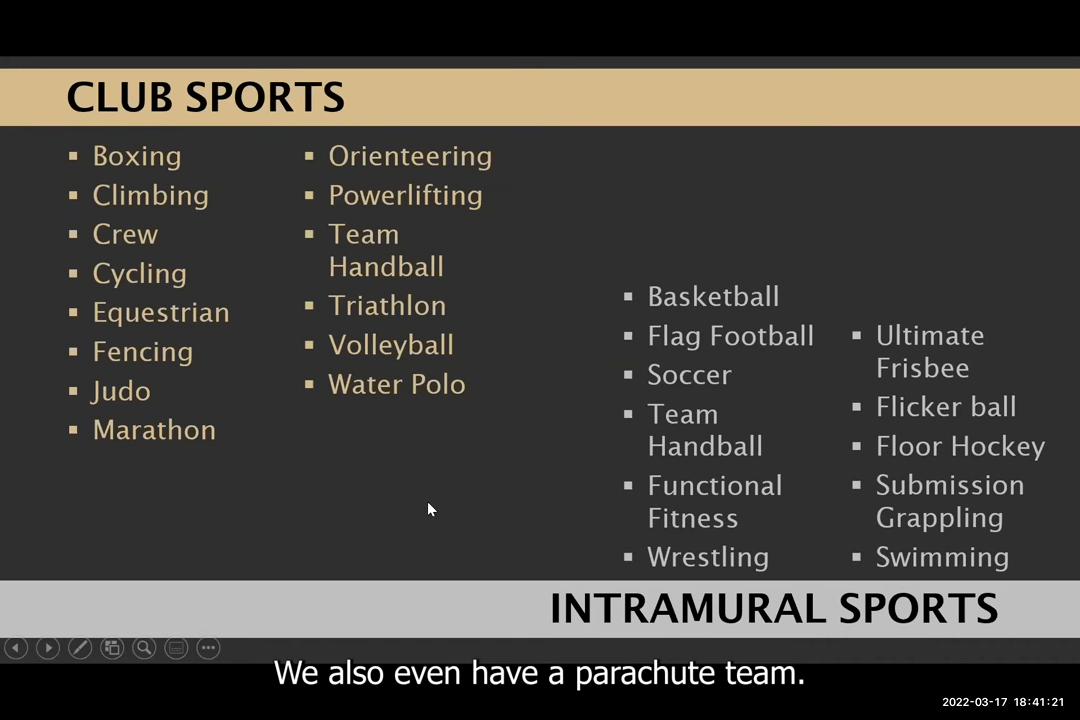 CLUB SPORTS
▪ Boxing
▪ Climbing
▪ Crew
▪ Cycling
▪ Equestrian
▪ Fencing
▪ Judo
▪ Marathon
▪ Orienteering
▪ Powerlifting
▪ Team
Handball
▪ Triathlon
▪ Volleyball
▪ Water Polo
▪ Basketball
▪ Flag Football
▪ Soccer
▪ Team
Handball
▪ Functional
Fitness
▪ Wrestling
▪ Ultimate
Frisbee
▪ Flicker ball
▪ Floor Hockey
▪ Submission
Grappling
▪ Swimming
INTRAMURAL SPORTS
We also even have a parachute team.
2022-03-17 18:41:21